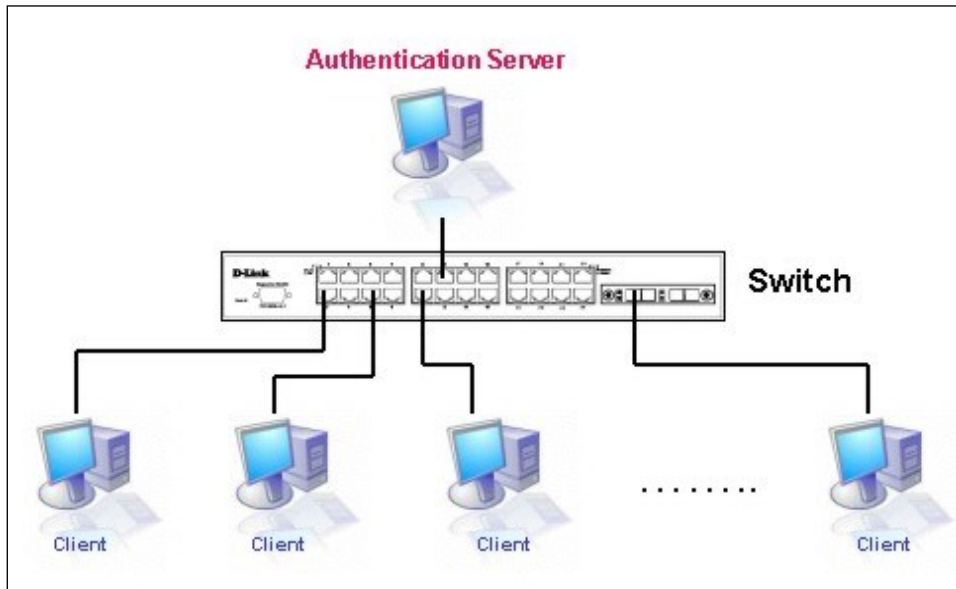 Authentication Server
D-Link
Switch
Client
Client
Client
. . . . . . . .
Client